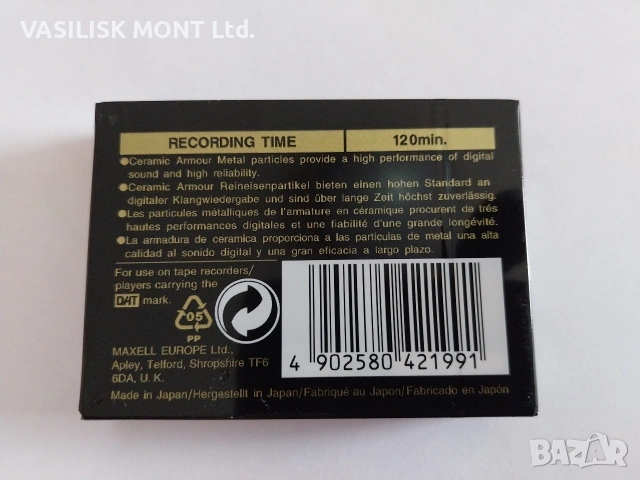 VASILISK MONT Ltd.
RECORDING TIME 120min.
●Ceramic Armour Metal particles provide a high performance of digital
sound and high reliability.
●Ceramic Armour Reineisenpartikel bieten einen hohen Standard an
digitaler Klangwiedergabe und sind über lange Zeit höchst zuverlässig.
●Les particules métalliques de l'armature en céramique procurent de trés
hautes performances digitales et une fiabilité d'une grande longévité.
●La armadura de ceramica proporciona a las particulas de metal una alta
calidad al sonido digital y una gran eficacia a largo plazo.
For use on tape recorders/
players carrying the
DAT mark.
05
PP
MAXELL EUROPE Ltd.,
Apley, Telford, Shropshire TF6
6DA, U. K.
4 902580 421991
Made in Japan/Hergestellt in Japan/Fabriqué au Japon/Fabricado en Japón
BAZAR